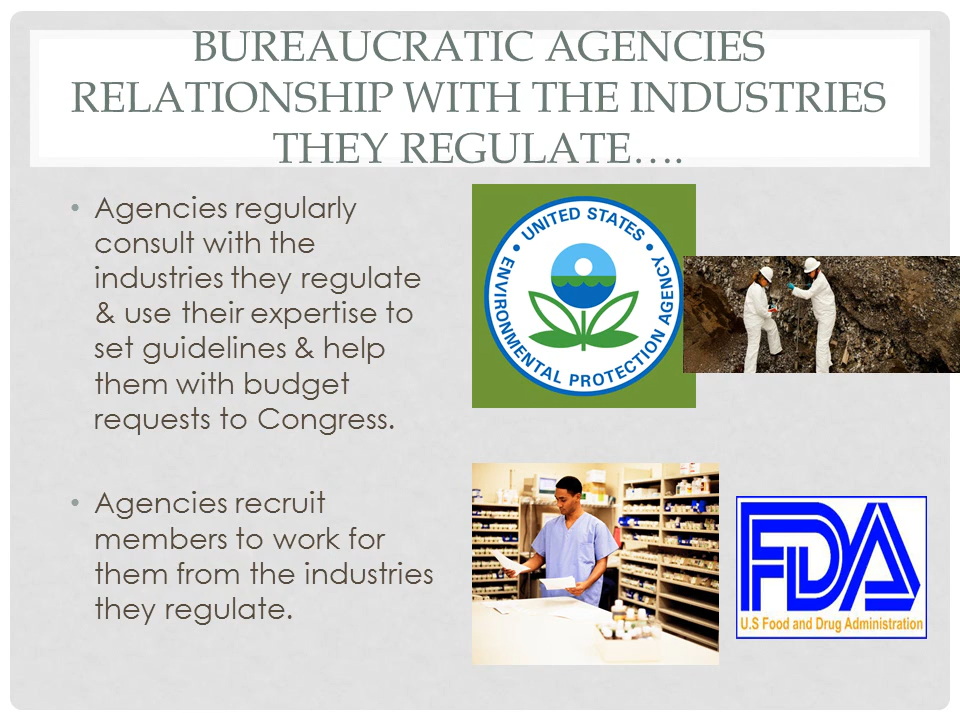 BUREAUCRATIC AGENCIES
RELATIONSHIP WITH THE INDUSTRIES
THEY REGULATE….
• Agencies regularly
consult with the
industries they regulate
& use their expertise to
set guidelines & help
them with budget
requests to Congress.
• Agencies recruit
members to work for
them from the industries
they regulate.
• UNITED STATES •
ENVIRONMENTAL PROTECTION AGENCY
FDA
U.S Food and Drug Administration